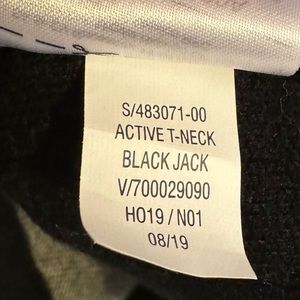 S/483071-00
ACTIVE T-NECK
BLACK JACK
V/700029090
HO19 / N01
08/19